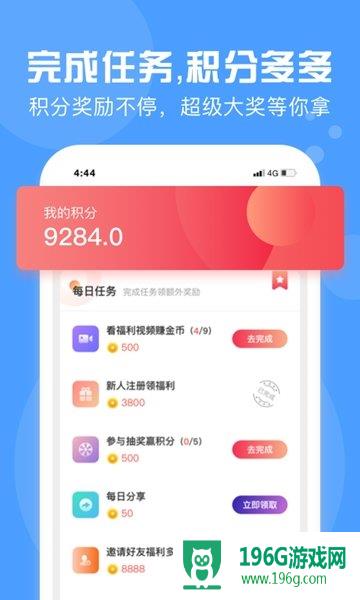 完成任务,积分多多
积分奖励不停，超级大奖等你拿
4:44
4G
我的积分
9284.0
每日任务 完成任务领额外奖励
看福利视频赚金币（4/9）
500
去完成
新人注册领福利
3800
已完成
参与抽奖赢积分（0/5）
500
去完成
每日分享
50
立即领取
邀请好友福利多
8888
196G游戏网
www.196g.com